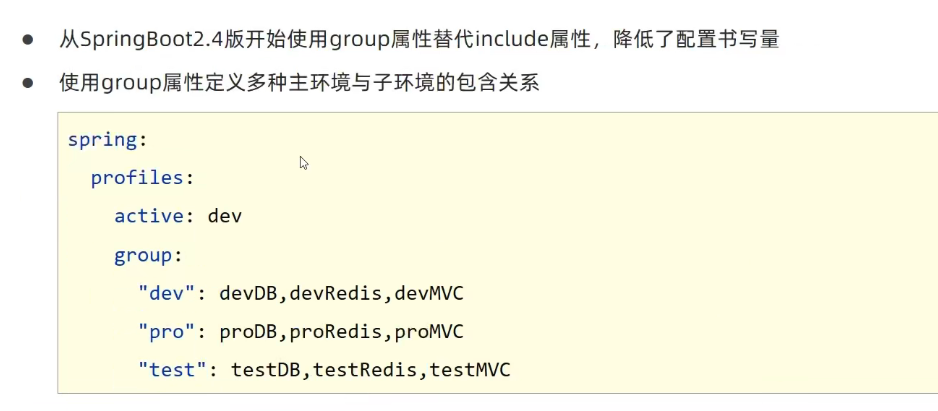 从SpringBoot2.4版开始使用group属性替代include属性，降低了配置书写量
使用group属性定义多种主环境与子环境的包含关系
spring:
  profiles:
    active: dev
    group:
      "dev": devDB,devRedis,devMVC
      "pro": proDB,proRedis,proMVC
      "test": testDB,testRedis,testMVC